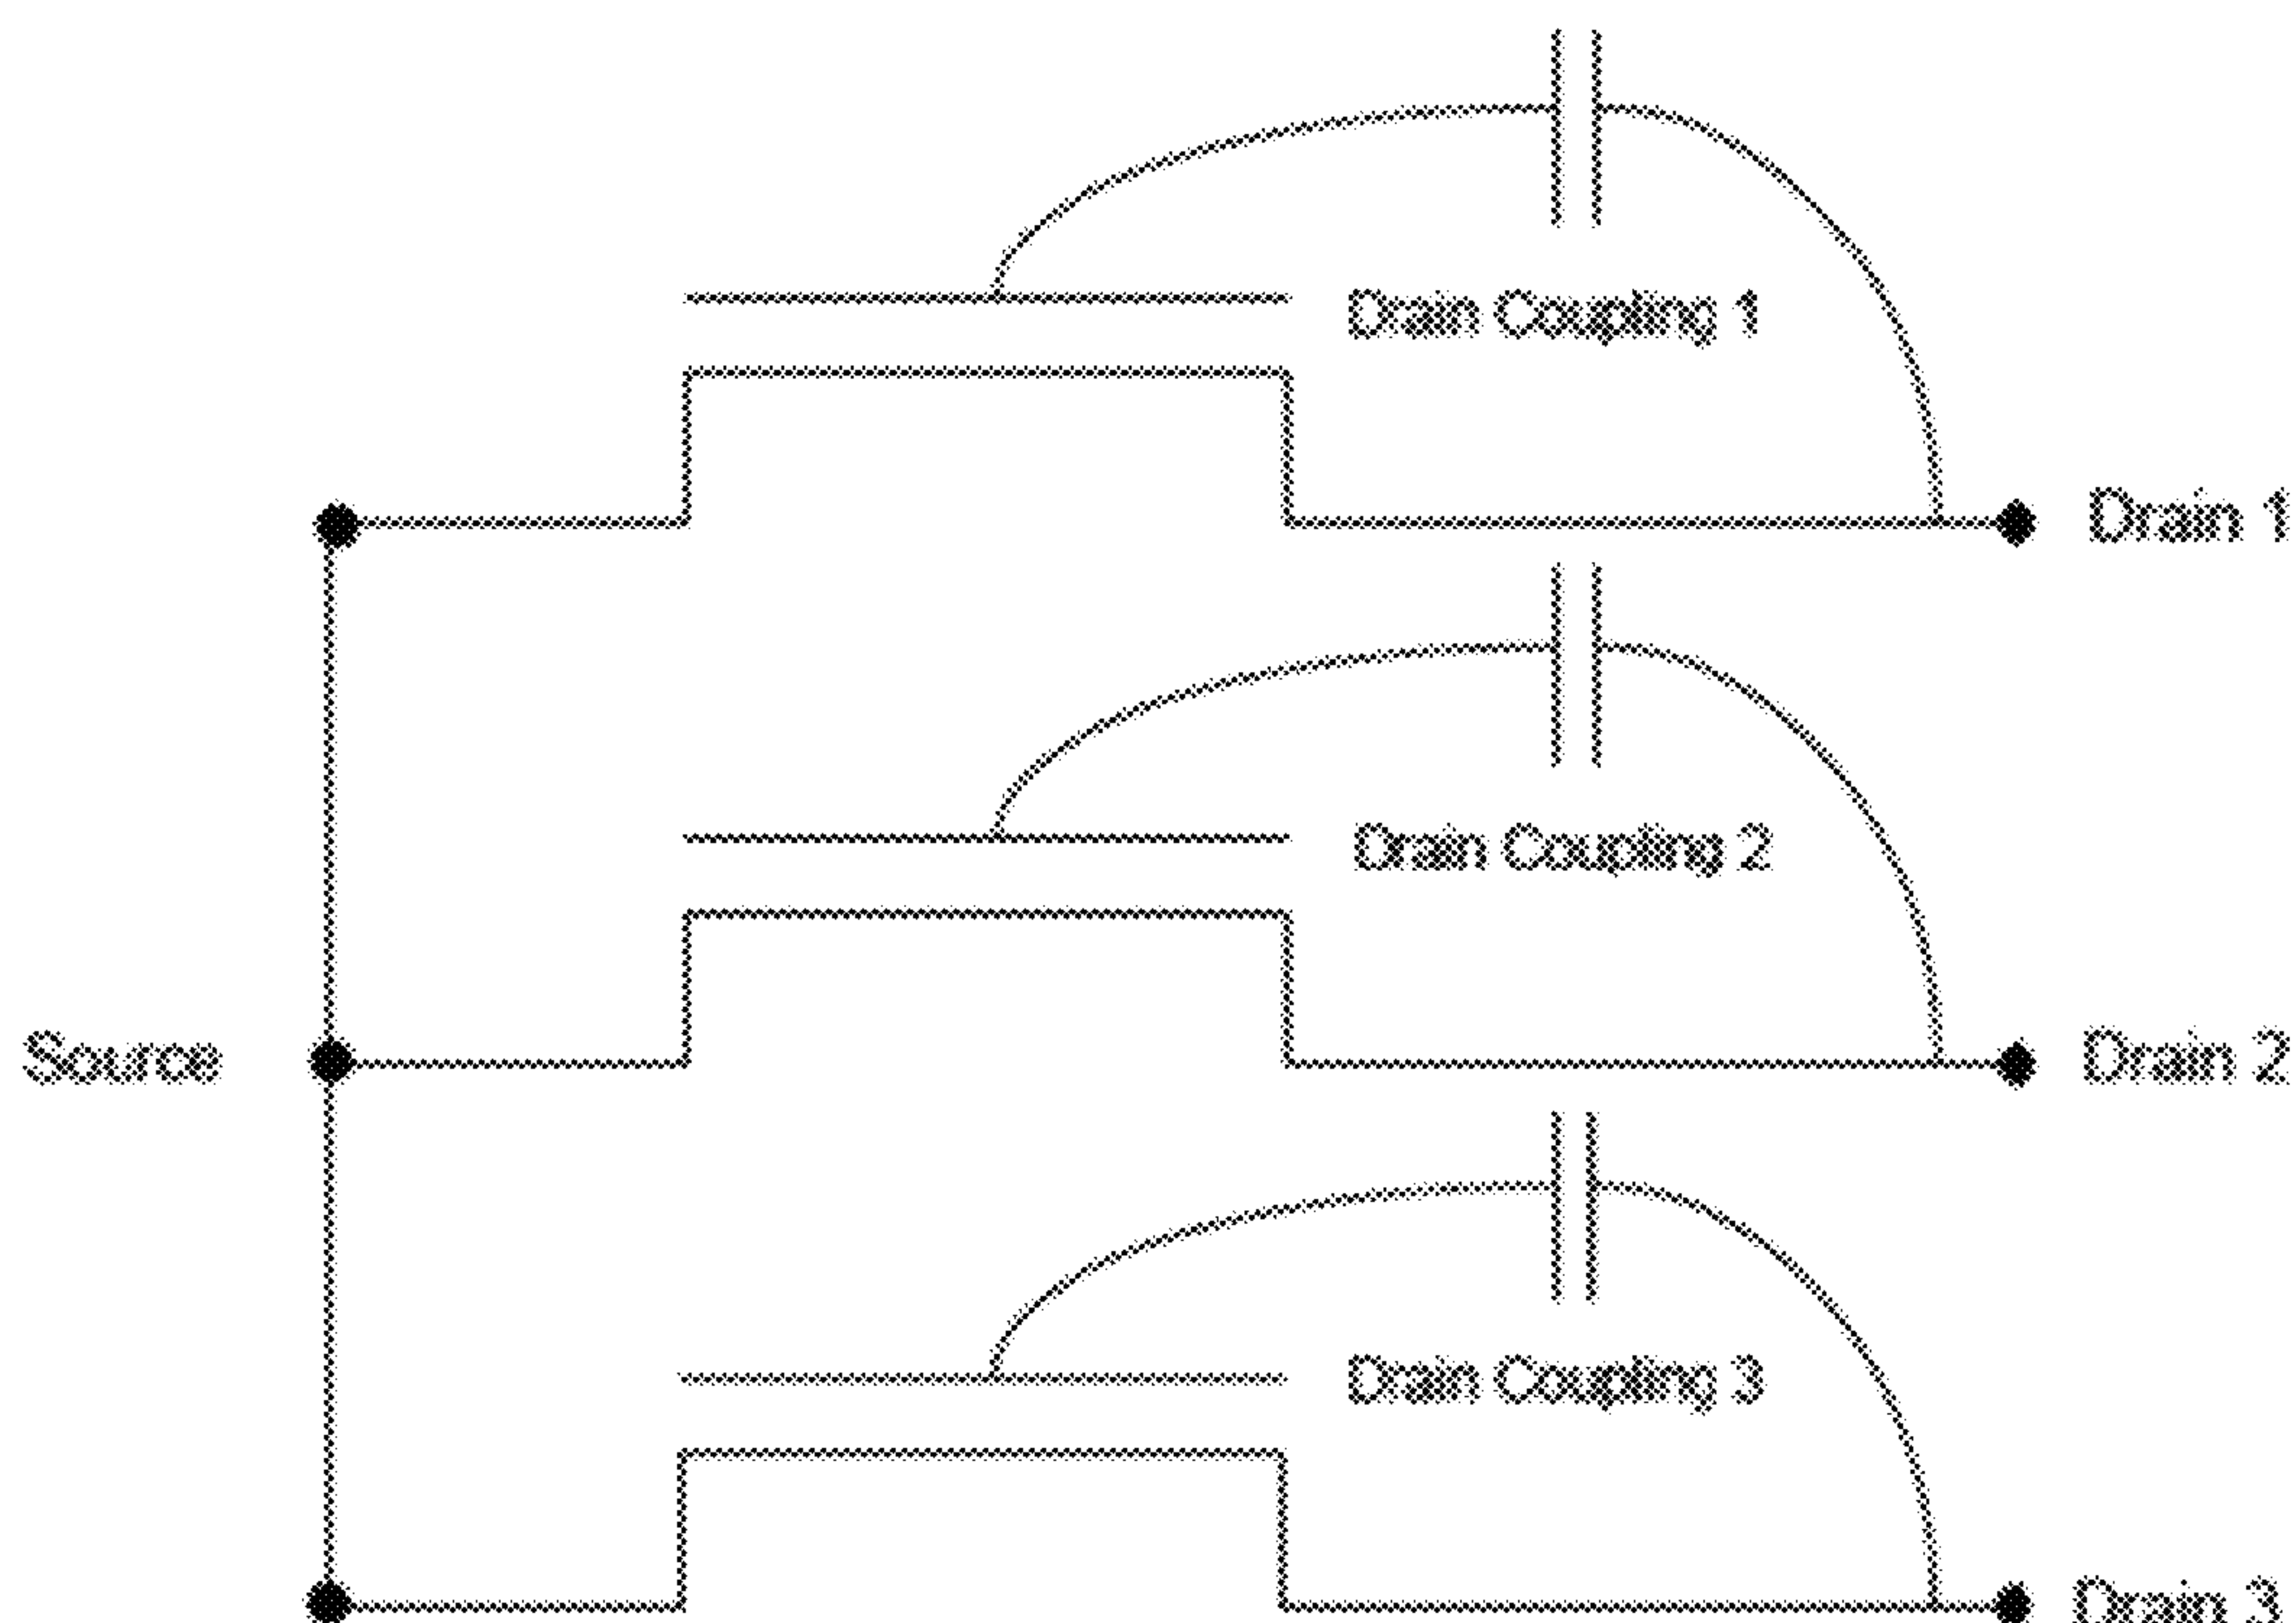 Drain Coupling 1
Drain 1
Drain Coupling 2
Source
Drain 2
Drain Coupling 3
Drain 3